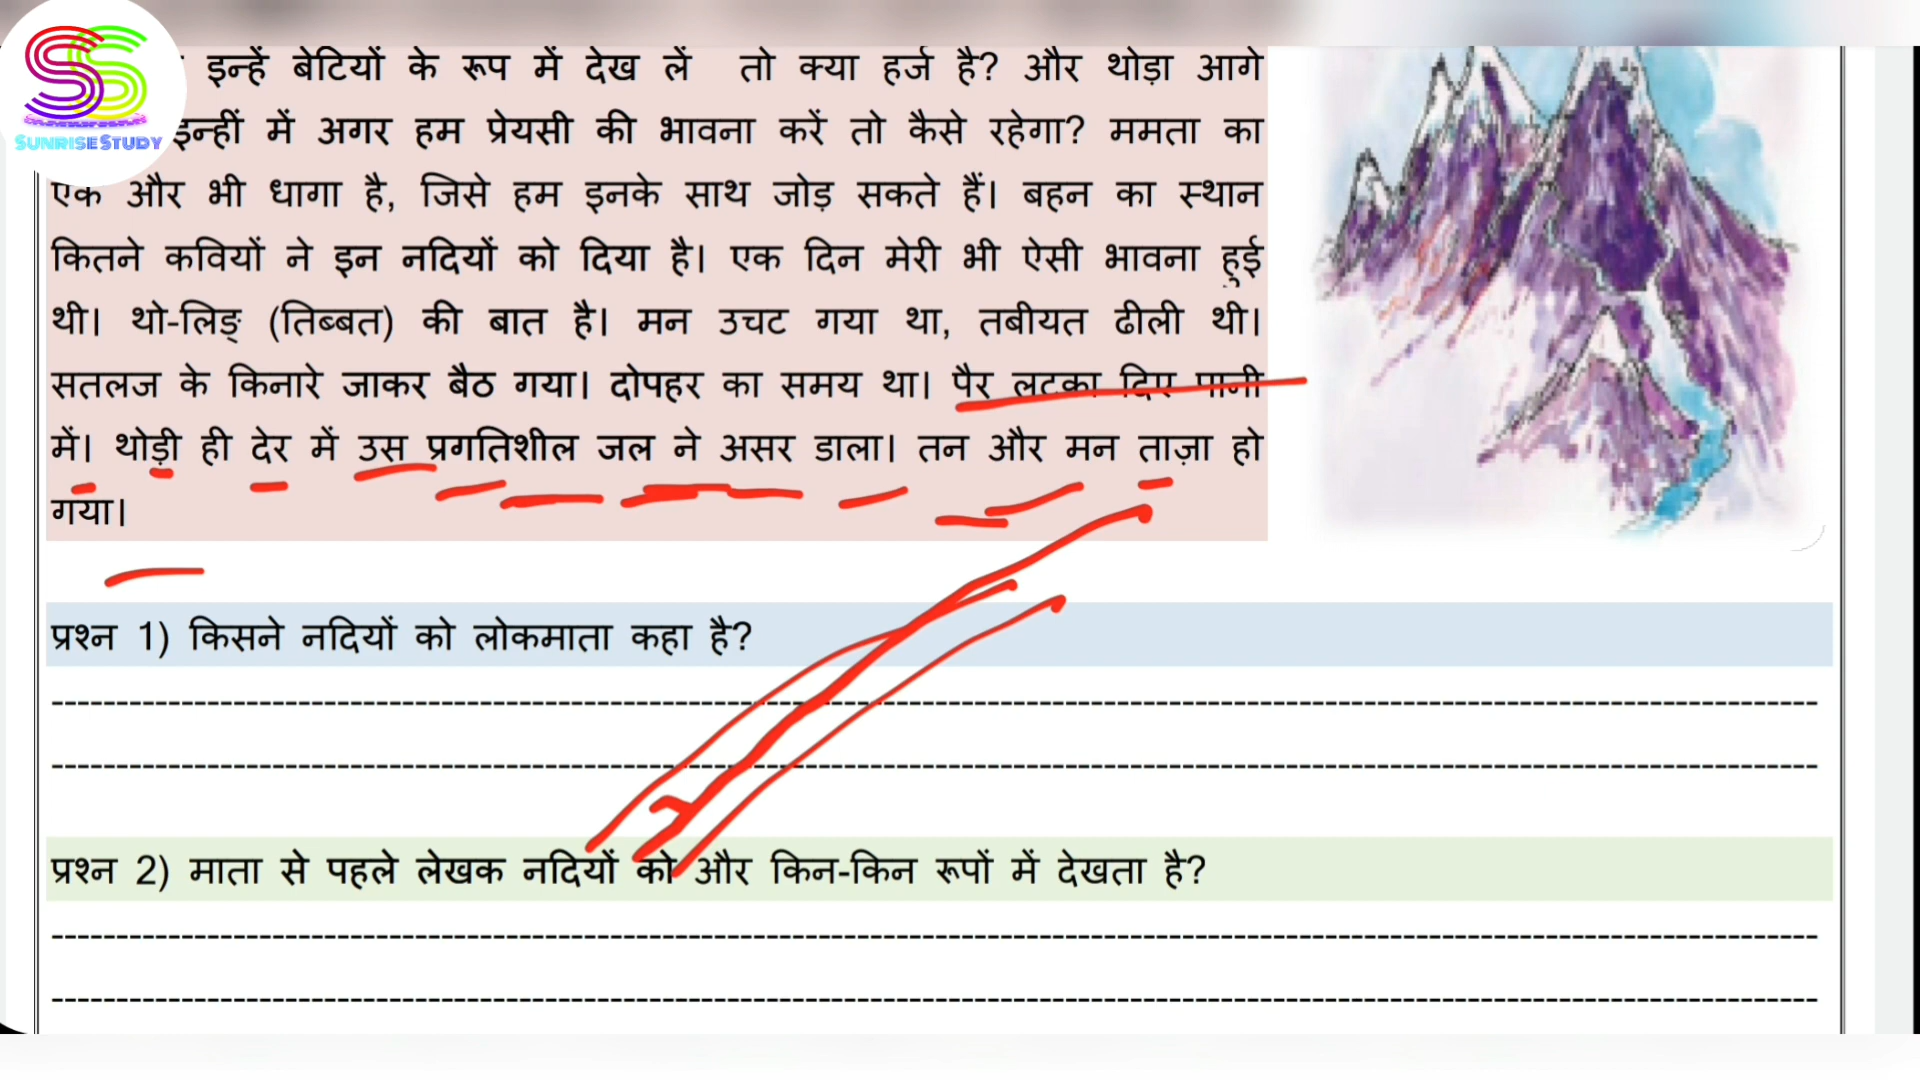 SUNRISESTUDY
इन्हें बेटियों के रूप में देख लें तो क्या हर्ज है? और थोड़ा आगे
इन्हीं में अगर हम प्रेयसी की भावना करें तो कैसे रहेगा? ममता का
एक और भी धागा है, जिसे हम इनके साथ जोड़ सकते हैं। बहन का स्थान
कितने कवियों ने इन नदियों को दिया है। एक दिन मेरी भी ऐसी भावना हुई
थी। थो-लिङ् (तिब्बत) की बात है। मन उचट गया था, तबीयत ढीली थी।
सतलज के किनारे जाकर बैठ गया। दोपहर का समय था। पैर लटका दिए पानी
में। थोड़ी ही देर में उस प्रगतिशील जल ने असर डाला। तन और मन ताज़ा हो
गया।
प्रश्न 1) किसने नदियों को लोकमाता कहा है?
प्रश्न 2) माता से पहले लेखक नदियों को और किन-किन रूपों में देखता है?